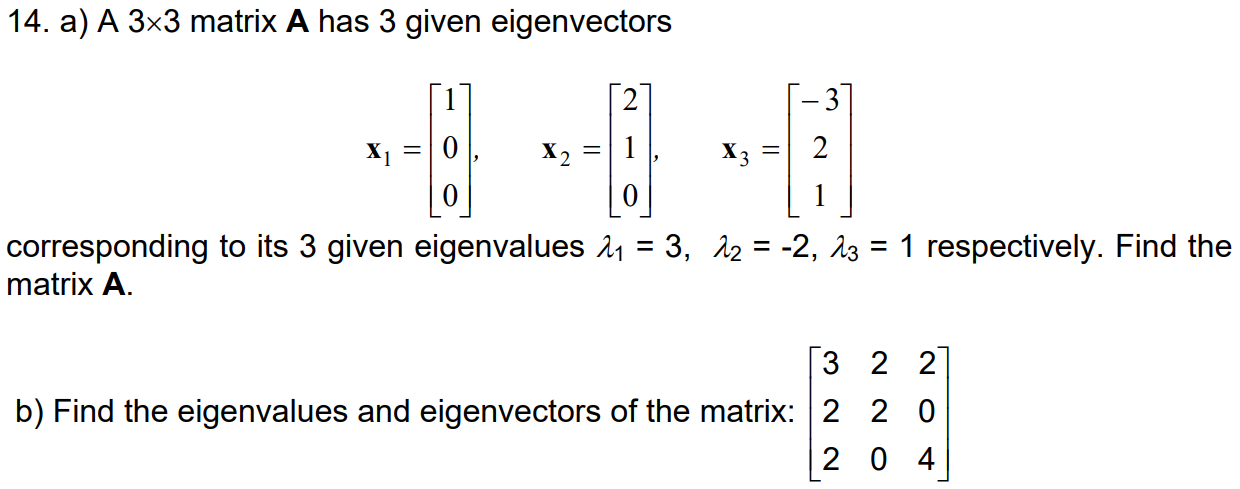 14. a) A 3×3 matrix A has 3 given eigenvectors
x₁ = [1 0 0], x₂ = [2 1 0], x₃ = [-3 2 1]
corresponding to its 3 given eigenvalues λ₁ = 3, λ₂ = -2, λ₃ = 1 respectively. Find the
matrix A.
b) Find the eigenvalues and eigenvectors of the matrix: [3 2 2; 2 2 0; 2 0 4]